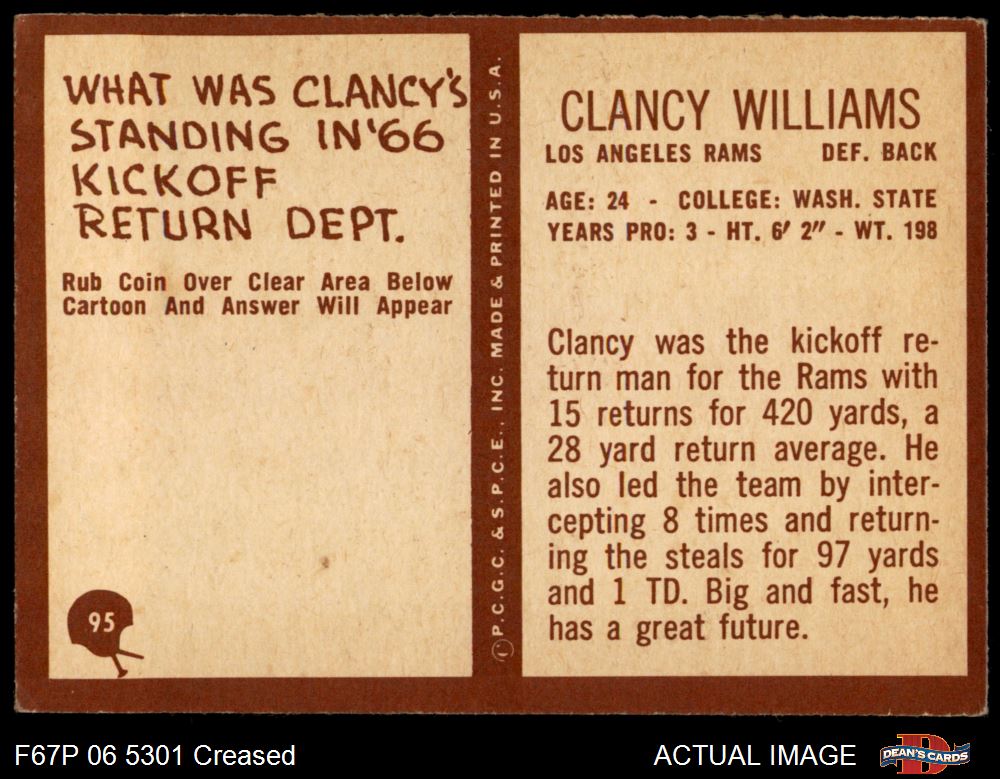 WHAT WAS CLANCY'S
STANDING IN '66
KICKOFF
RETURN DEPT.
Rub Coin Over Clear Area Below
Cartoon And Answer Will Appear
95
© P.C.G.C. & S.P.C.E., INC. MADE & PRINTED IN U.S.A.
CLANCY WILLIAMS
LOS ANGELES RAMS DEF. BACK
AGE: 24 - COLLEGE: WASH. STATE
YEARS PRO: 3 - HT. 6' 2" - WT. 198
Clancy was the kickoff re-
turn man for the Rams with
15 returns for 420 yards, a
28 yard return average. He
also led the team by inter-
cepting 8 times and return-
ing the steals for 97 yards
and 1 TD. Big and fast, he
has a great future.
F67P 06 5301 Creased
ACTUAL IMAGE
DEAN'S CARDS